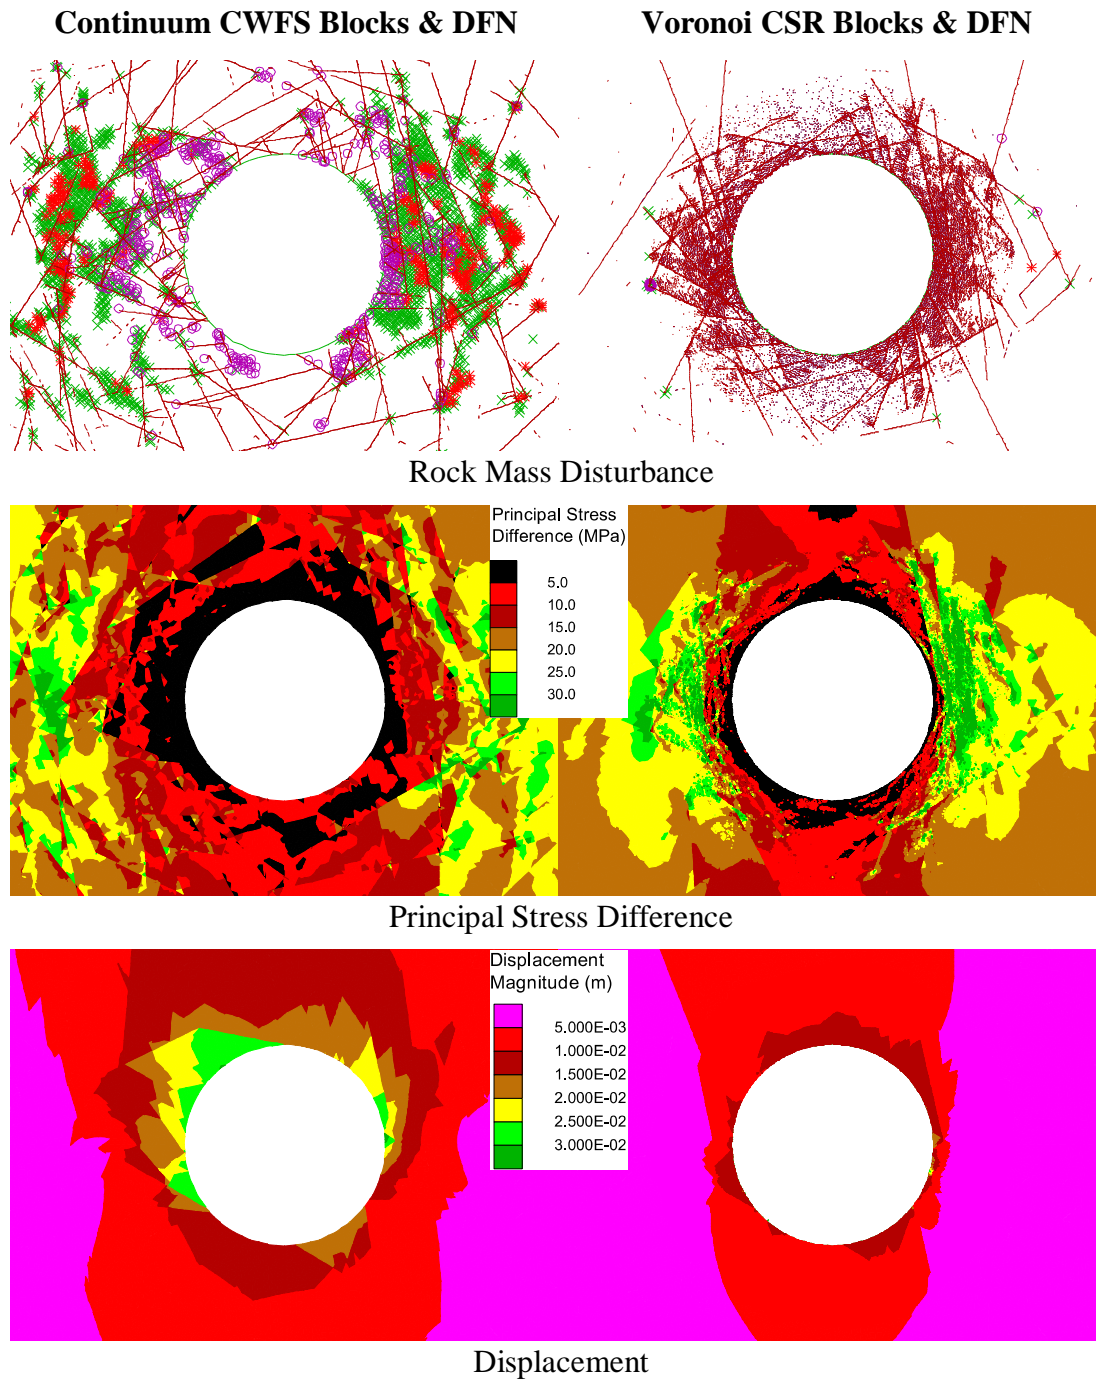 Continuum CWFS Blocks & DFN
Voronoi CSR Blocks & DFN
Rock Mass Disturbance
Principal Stress
Difference (MPa)
5.0
10.0
15.0
20.0
25.0
30.0
Principal Stress Difference
Displacement
Magnitude (m)
5.000E-03
1.000E-02
1.500E-02
2.000E-02
2.500E-02
3.000E-02
Displacement